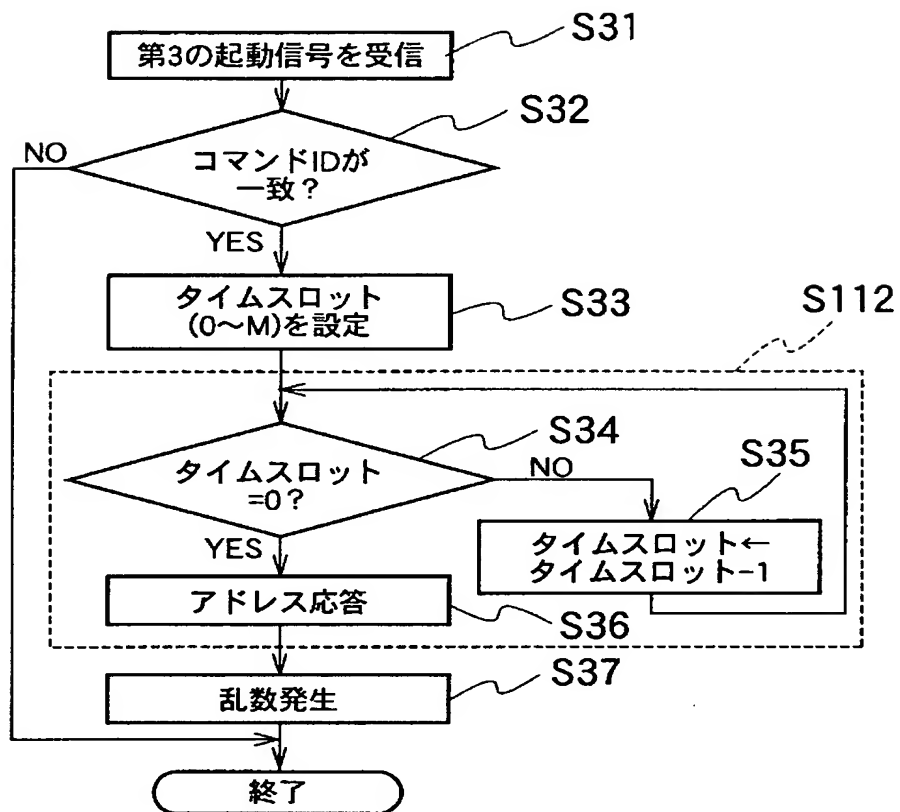 第3の起動信号を受信
S31
S32
NO
コマンドIDが
一致？
YES
タイムスロット
(0～M)を設定
S33
S112
S34
タイムスロット
=0？
NO
S35
YES
タイムスロット←
タイムスロット-1
アドレス応答
S36
S37
乱数発生
終了